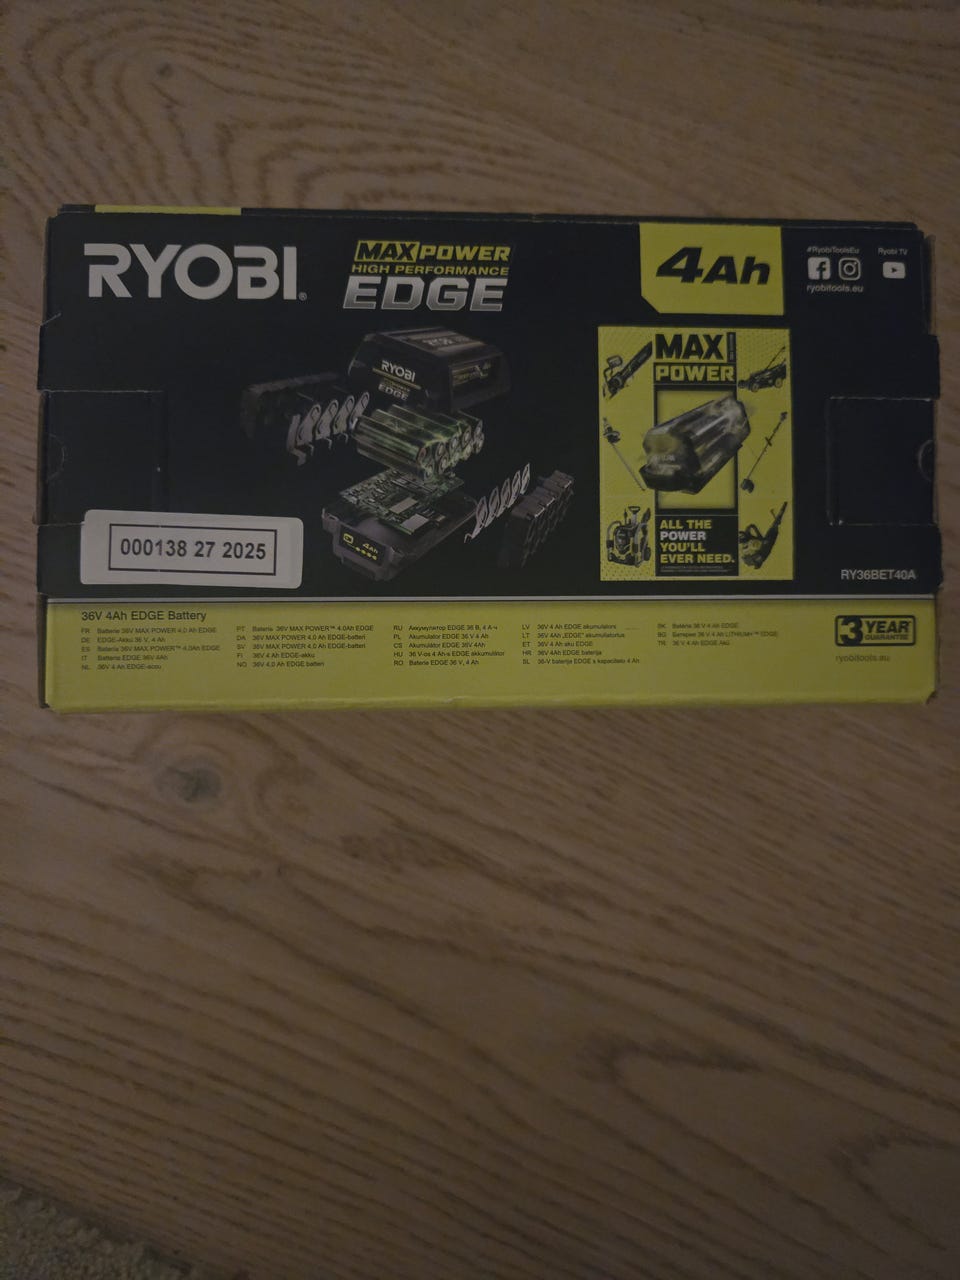 RYOBI®
MAX POWER
HIGH PERFORMANCE
EDGE
4Ah
#RyobiToolsEu
Ryobi TV
ryobitools.eu
RYOBI
EDGE
4Ah
MAX
POWER
ALL THE
POWER
YOU'LL
EVER NEED.
000138 27 2025
RY36BET40A
36V 4Ah EDGE Battery
FR Batterie 36V MAX POWER 4.0 Ah EDGE
DE EDGE-Akku 36 V, 4 Ah
ES Batería 36V MAX POWER™ 4.0Ah EDGE
IT Batterie EDGE 36V 4Ah
NL 36V 4 Ah EDGE-accu
PT Bateria 36V MAX POWER™ 4.0Ah EDGE
DA 36V MAX POWER 4.0 Ah EDGE-batteri
SV 36V MAX POWER 4.0 Ah EDGE-batteri
FI 36V 4 Ah EDGE-akku
NO 36V 4.0 Ah EDGE batteri
RU Аккумулятор EDGE 36 В, 4 А·ч
PL Akumulator EDGE 36 V 4 Ah
CS Akumulátor EDGE 36V 4Ah
HU 36 V-os 4 Ah-s EDGE akkumulátor
RO Baterie EDGE 36 V, 4 Ah
LV 36V 4 Ah EDGE akumulators
LT 36V 4Ah „EDGE“ akumuliatorius
ET 36V 4 Ah aku EDGE
HR 36V 4Ah EDGE baterija
SL 36-V baterija EDGE s kapaciteto 4 Ah
SK Batéria 36 V 4 Ah EDGE
BG Батерия 36 V 4 Ah LITHIUM+™ EDGE
TR 36 V 4 Ah EDGE Akü
3 YEAR
GUARANTEE
ryobitools.eu